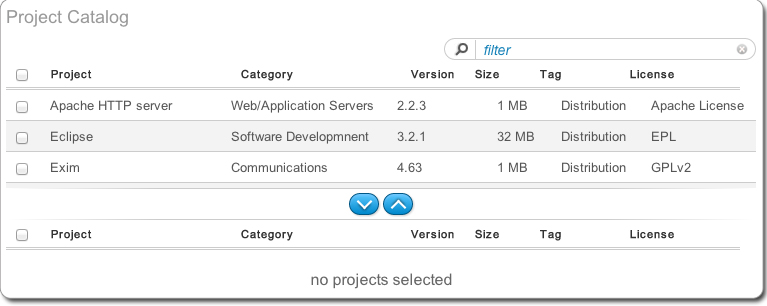 Project Catalog
filter
Project Category Version Size Tag License
Apache HTTP server Web/Application Servers 2.2.3 1 MB Distribution Apache License
Eclipse Software Developmnent 3.2.1 32 MB Distribution EPL
Exim Communications 4.63 1 MB Distribution GPLv2
Project Category Version Size Tag License
no projects selected